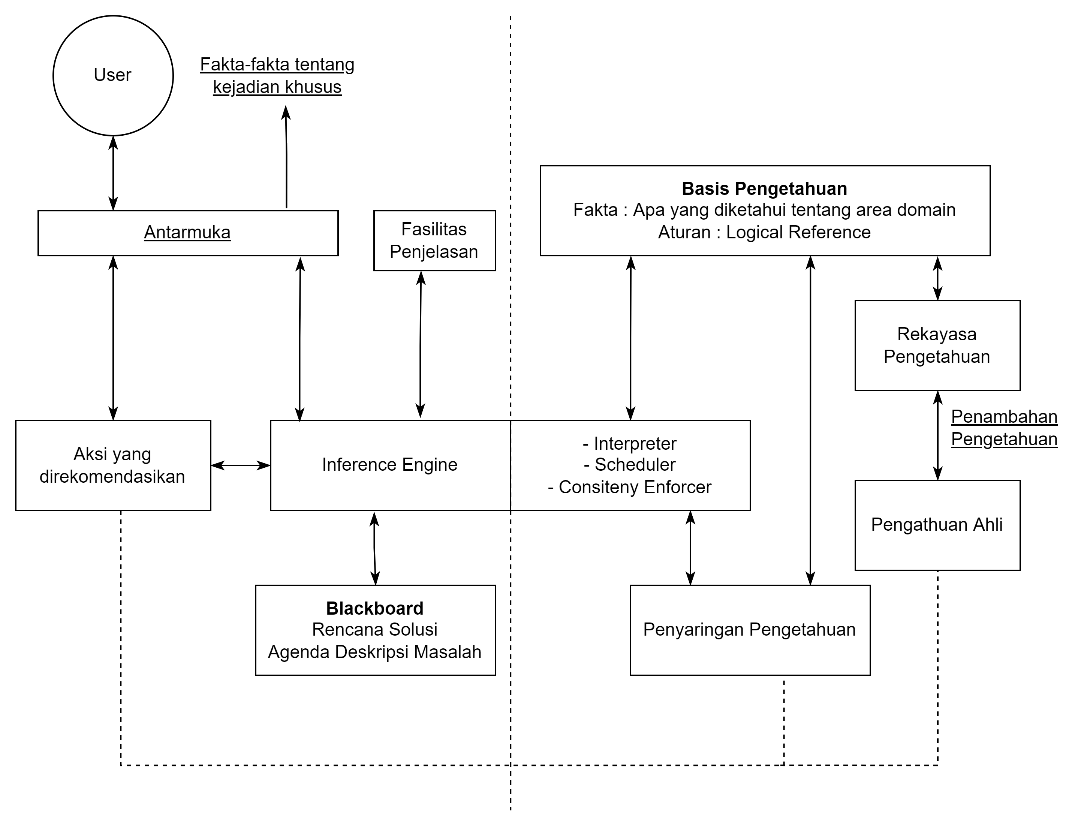 User
Fakta-fakta tentang
kejadian khusus
Antarmuka
Fasilitas
Penjelasan
Basis Pengetahuan
Fakta : Apa yang diketahui tentang area domain
Aturan : Logical Reference
Rekayasa
Pengetahuan
Penambahan
Pengetahuan
Aksi yang
direkomendasikan
Inference Engine
- Interpreter
- Scheduler
- Consiteny Enforcer
Pengathuan Ahli
Blackboard
Rencana Solusi
Agenda Deskripsi Masalah
Penyaringan Pengetahuan